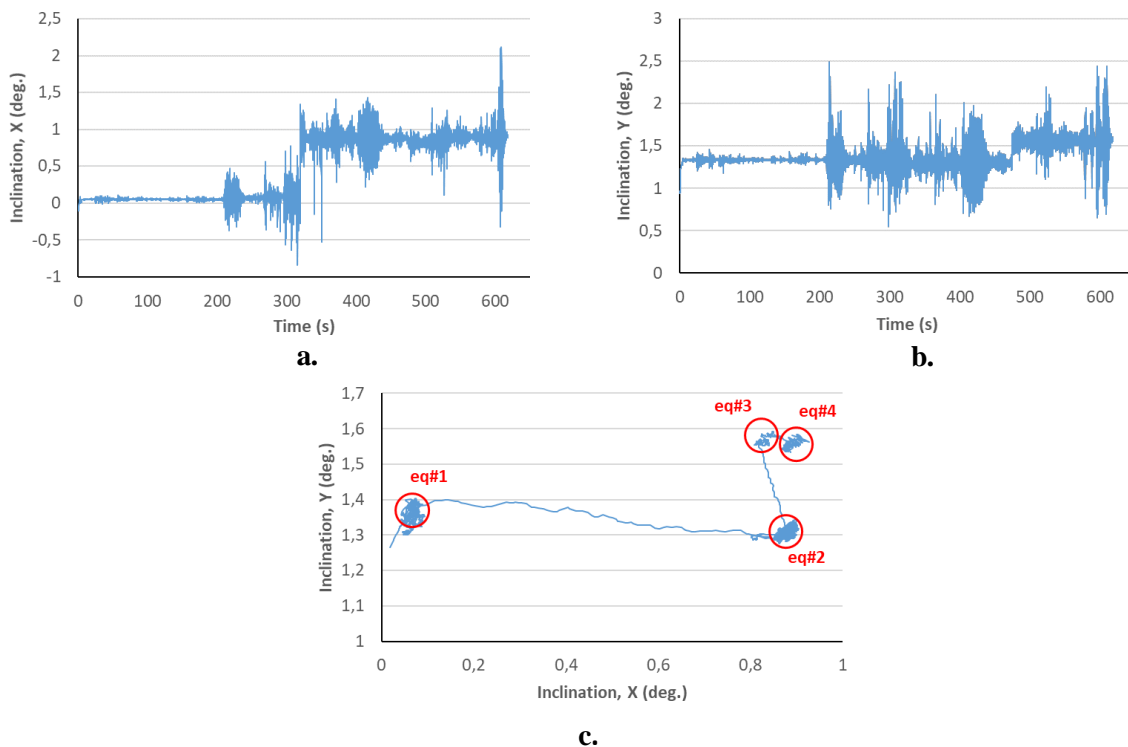 2,5
2
1,5
1
0,5
0
-0,5
-1
Inclination, X (deg.)
0 100 200 300 400 500 600
Time (s)
a.
3
2,5
2
1,5
1
0,5
0
Inclination, Y (deg.)
0 100 200 300 400 500 600
Time (s)
b.
1,7
1,6
1,5
1,4
1,3
1,2
1,1
1
Inclination, Y (deg.)
eq#3
eq#4
eq#1
eq#2
0 0,2 0,4 0,6 0,8 1
Inclination, X (deg.)
c.